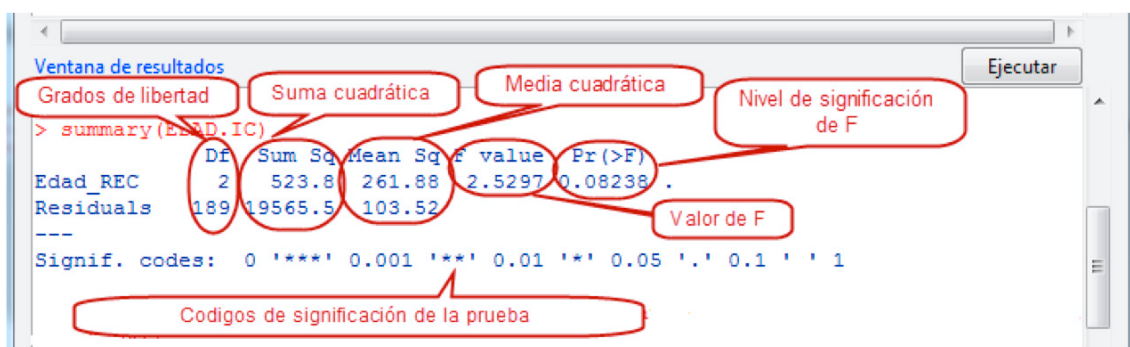 Ventana de resultados
Ejecutar
Grados de libertad
Suma cuadrática
Media cuadrática
Nivel de significación
de F
> summary(EDAD.IC)
Df Sum Sq Mean Sq F value Pr(>F)
Edad_REC 2 523.8 261.88 2.5297 0.08238 .
Residuals 189 19565.5 103.52
Valor de F
---
Signif. codes: 0 '***' 0.001 '**' 0.01 '*' 0.05 '.' 0.1 ' ' 1
Codigos de significación de la prueba